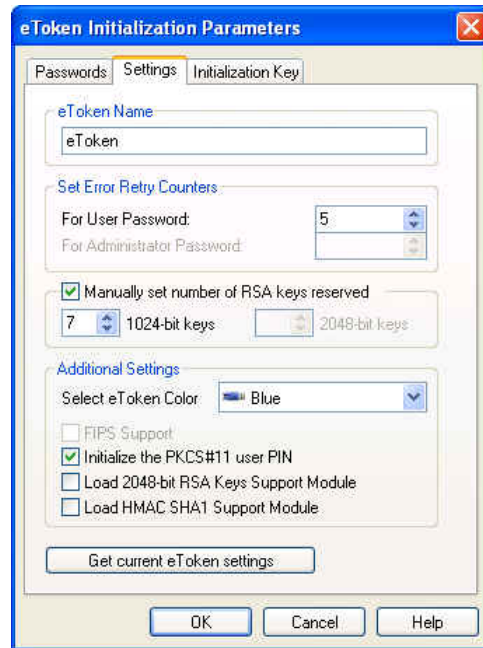 eToken Initialization Parameters
Passwords Settings Initialization Key
eToken Name
eToken
Set Error Retry Counters
For User Password: 5
For Administrator Password:
Manually set number of RSA keys reserved
7 1024-bit keys 2048-bit keys
Additional Settings
Select eToken Color Blue
FIPS Support
Initialize the PKCS#11 user PIN
Load 2048-bit RSA Keys Support Module
Load HMAC SHA1 Support Module
Get current eToken settings
OK Cancel Help